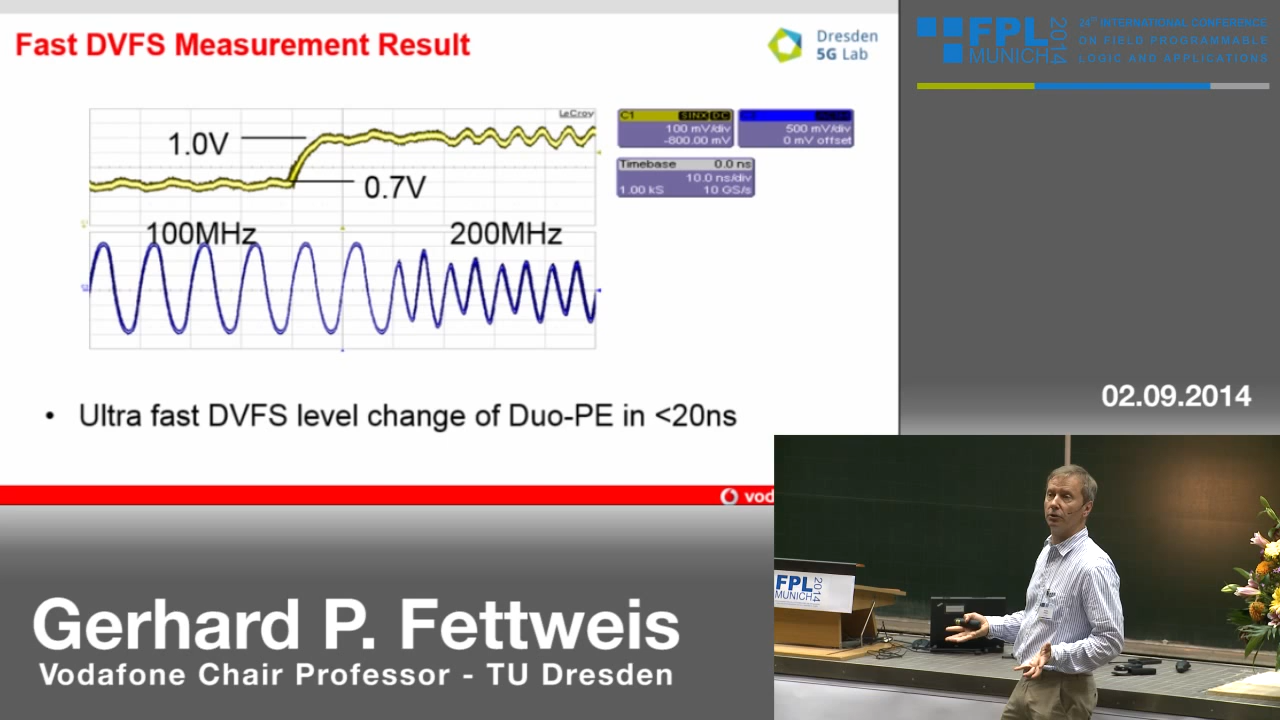 Fast DVFS Measurement Result
Dresden
5G Lab
FPL
MUNICH
2014
24th INTERNATIONAL CONFERENCE
ON FIELD PROGRAMMABLE
LOGIC AND APPLICATIONS
LeCroy
1.0V
0.7V
100MHz
200MHz
C1 SINX DC
100 mV/div
-800.00 mV
500 mV/div
0 mV offset
Timebase 0.0 ns
10.0 ns/div
1.00 kS 10 GS/s
• Ultra fast DVFS level change of Duo-PE in <20ns
vod
02.09.2014
FPL
MUNICH
2014
Gerhard P. Fettweis
Vodafone Chair Professor - TU Dresden